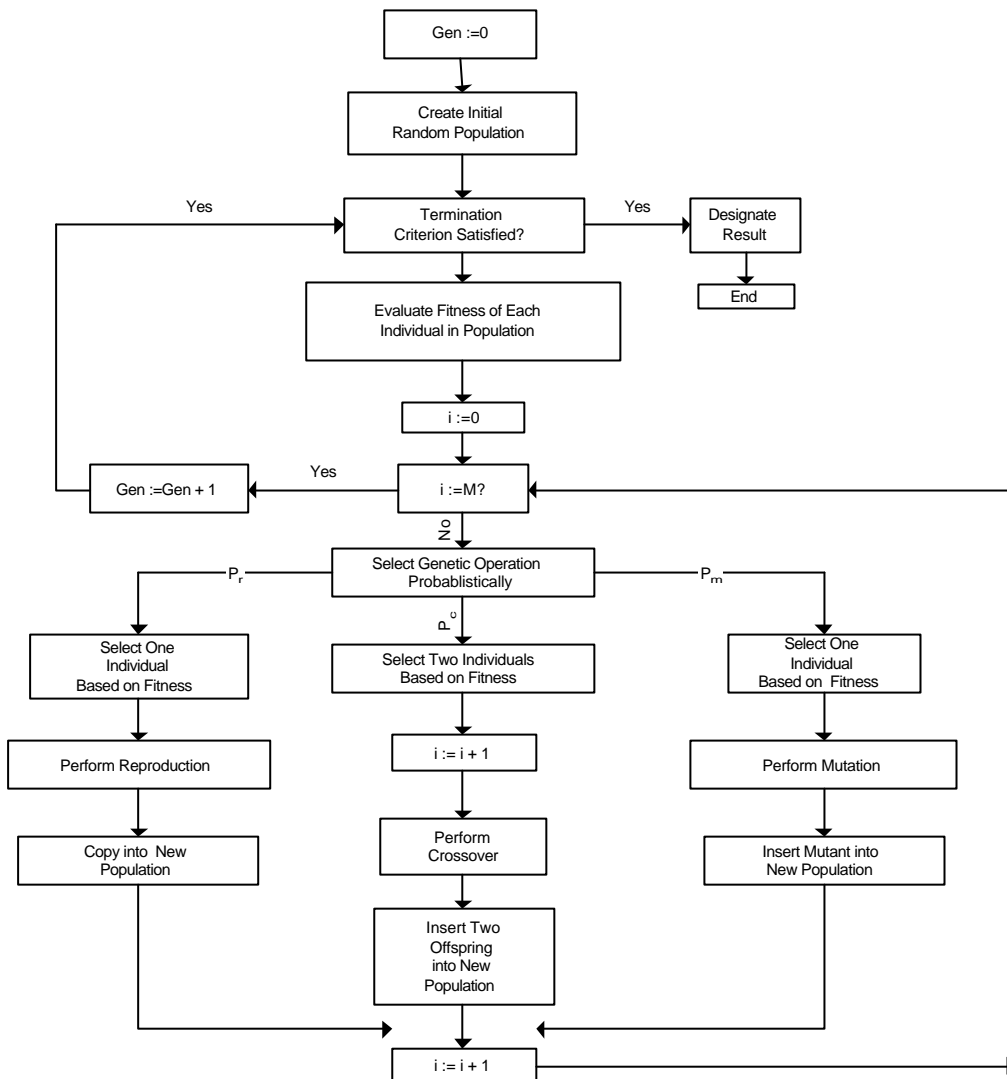 Gen :=0
Create Initial
Random Population
Yes
Termination
Criterion Satisfied?
Yes
Designate
Result
End
Evaluate Fitness of Each
Individual in Population
i :=0
Gen :=Gen + 1
Yes
i :=M?
No
Select Genetic Operation
Probablistically
Pr
Pc
Pm
Select One
Individual
Based on Fitness
Select Two Individuals
Based on Fitness
Select One
Individual
Based on Fitness
Perform Reproduction
i := i + 1
Perform Mutation
Copy into New
Population
Perform
Crossover
Insert Mutant into
New Population
Insert Two
Offspring
into New
Population
i := i + 1